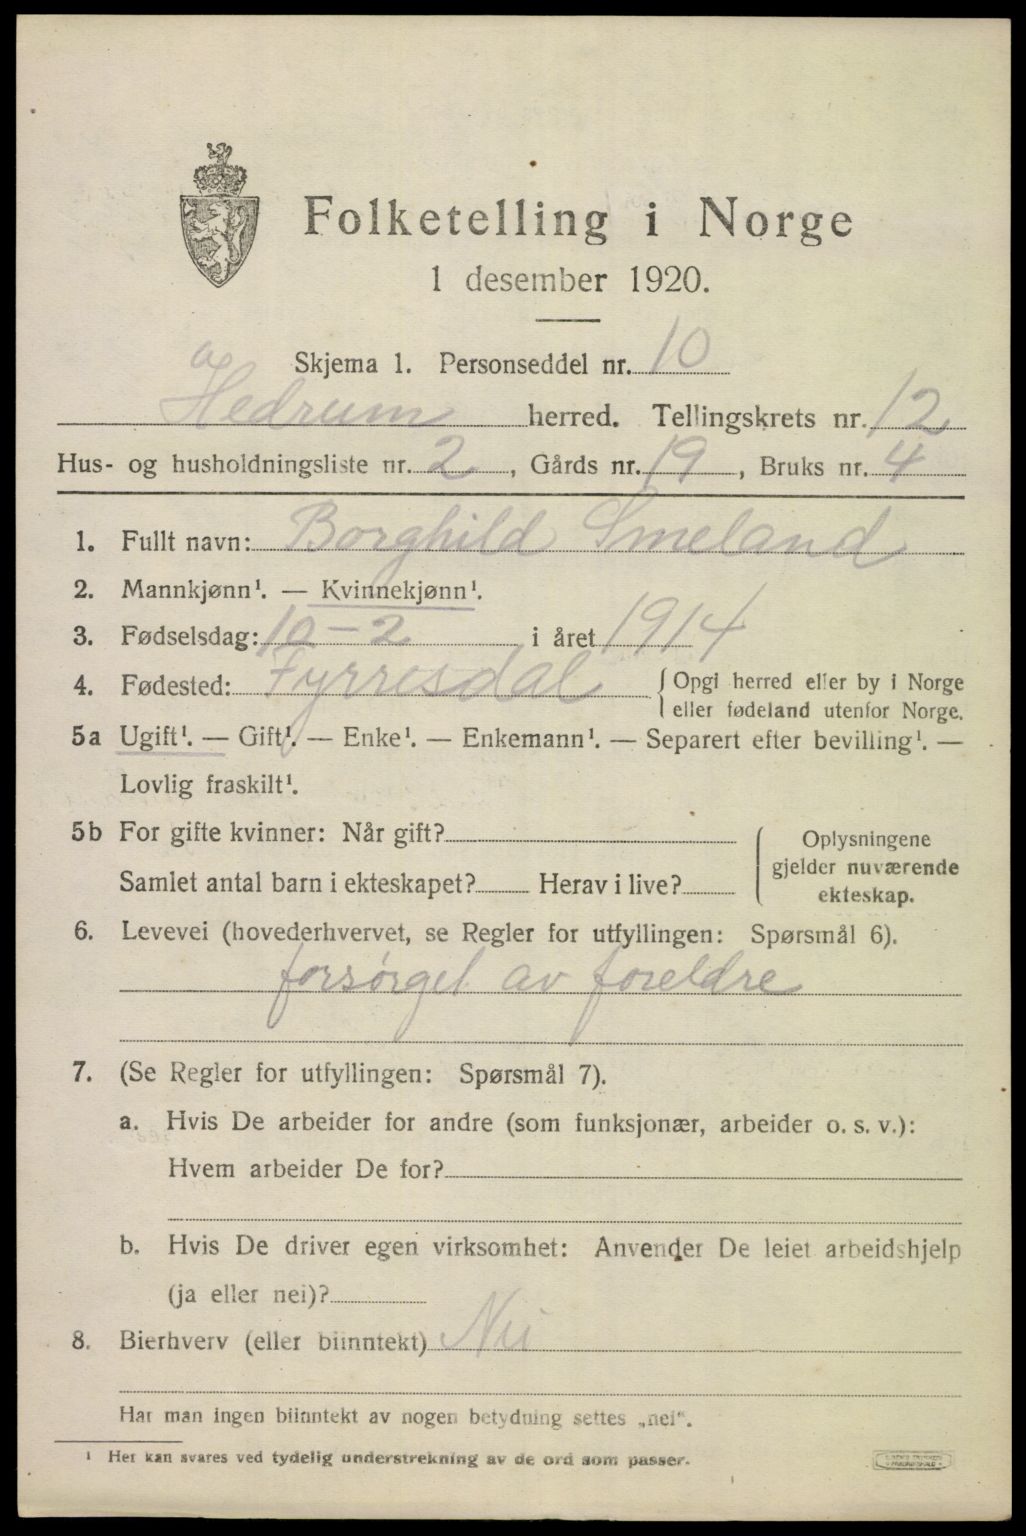 Folketelling i Norge
1 desember 1920.
Skjema 1. Personseddel nr. 10
Hedrum herred. Tellingskrets nr. 12
Hus- og husholdningsliste nr. 2, Gårds nr. 19, Bruks nr. 4
1. Fullt navn: Borghild Smeland
2. Mannkjønn¹. — Kvinnekjønn¹.
3. Fødselsdag: 10-2 i året 1914
4. Fødested: Fyrresdal { Opgi herred eller by i Norge
eller fødeland utenfor Norge.
5a Ugift¹. — Gift¹. — Enke¹. — Enkemann¹. — Separert efter bevilling¹. —
Lovlig fraskilt¹.
5b For gifte kvinner: Når gift?
Samlet antal barn i ekteskapet? Herav i live?
Oplysningene
gjelder nuværende
ekteskap.
6. Levevei (hovederhvervet, se Regler for utfyllingen: Spørsmål 6).
forsørget av foreldre
7. (Se Regler for utfyllingen: Spørsmål 7).
a. Hvis De arbeider for andre (som funksjonær, arbeider o. s. v.):
Hvem arbeider De for?
b. Hvis De driver egen virksomhet: Anvender De leiet arbeidshjelp
(ja eller nei)?
8. Bierhverv (eller biinntekt) Nei
Har man ingen biinntekt av nogen betydning settes „nei“.
¹ Her kan svares ved tydelig understrekning av de ord som passer.